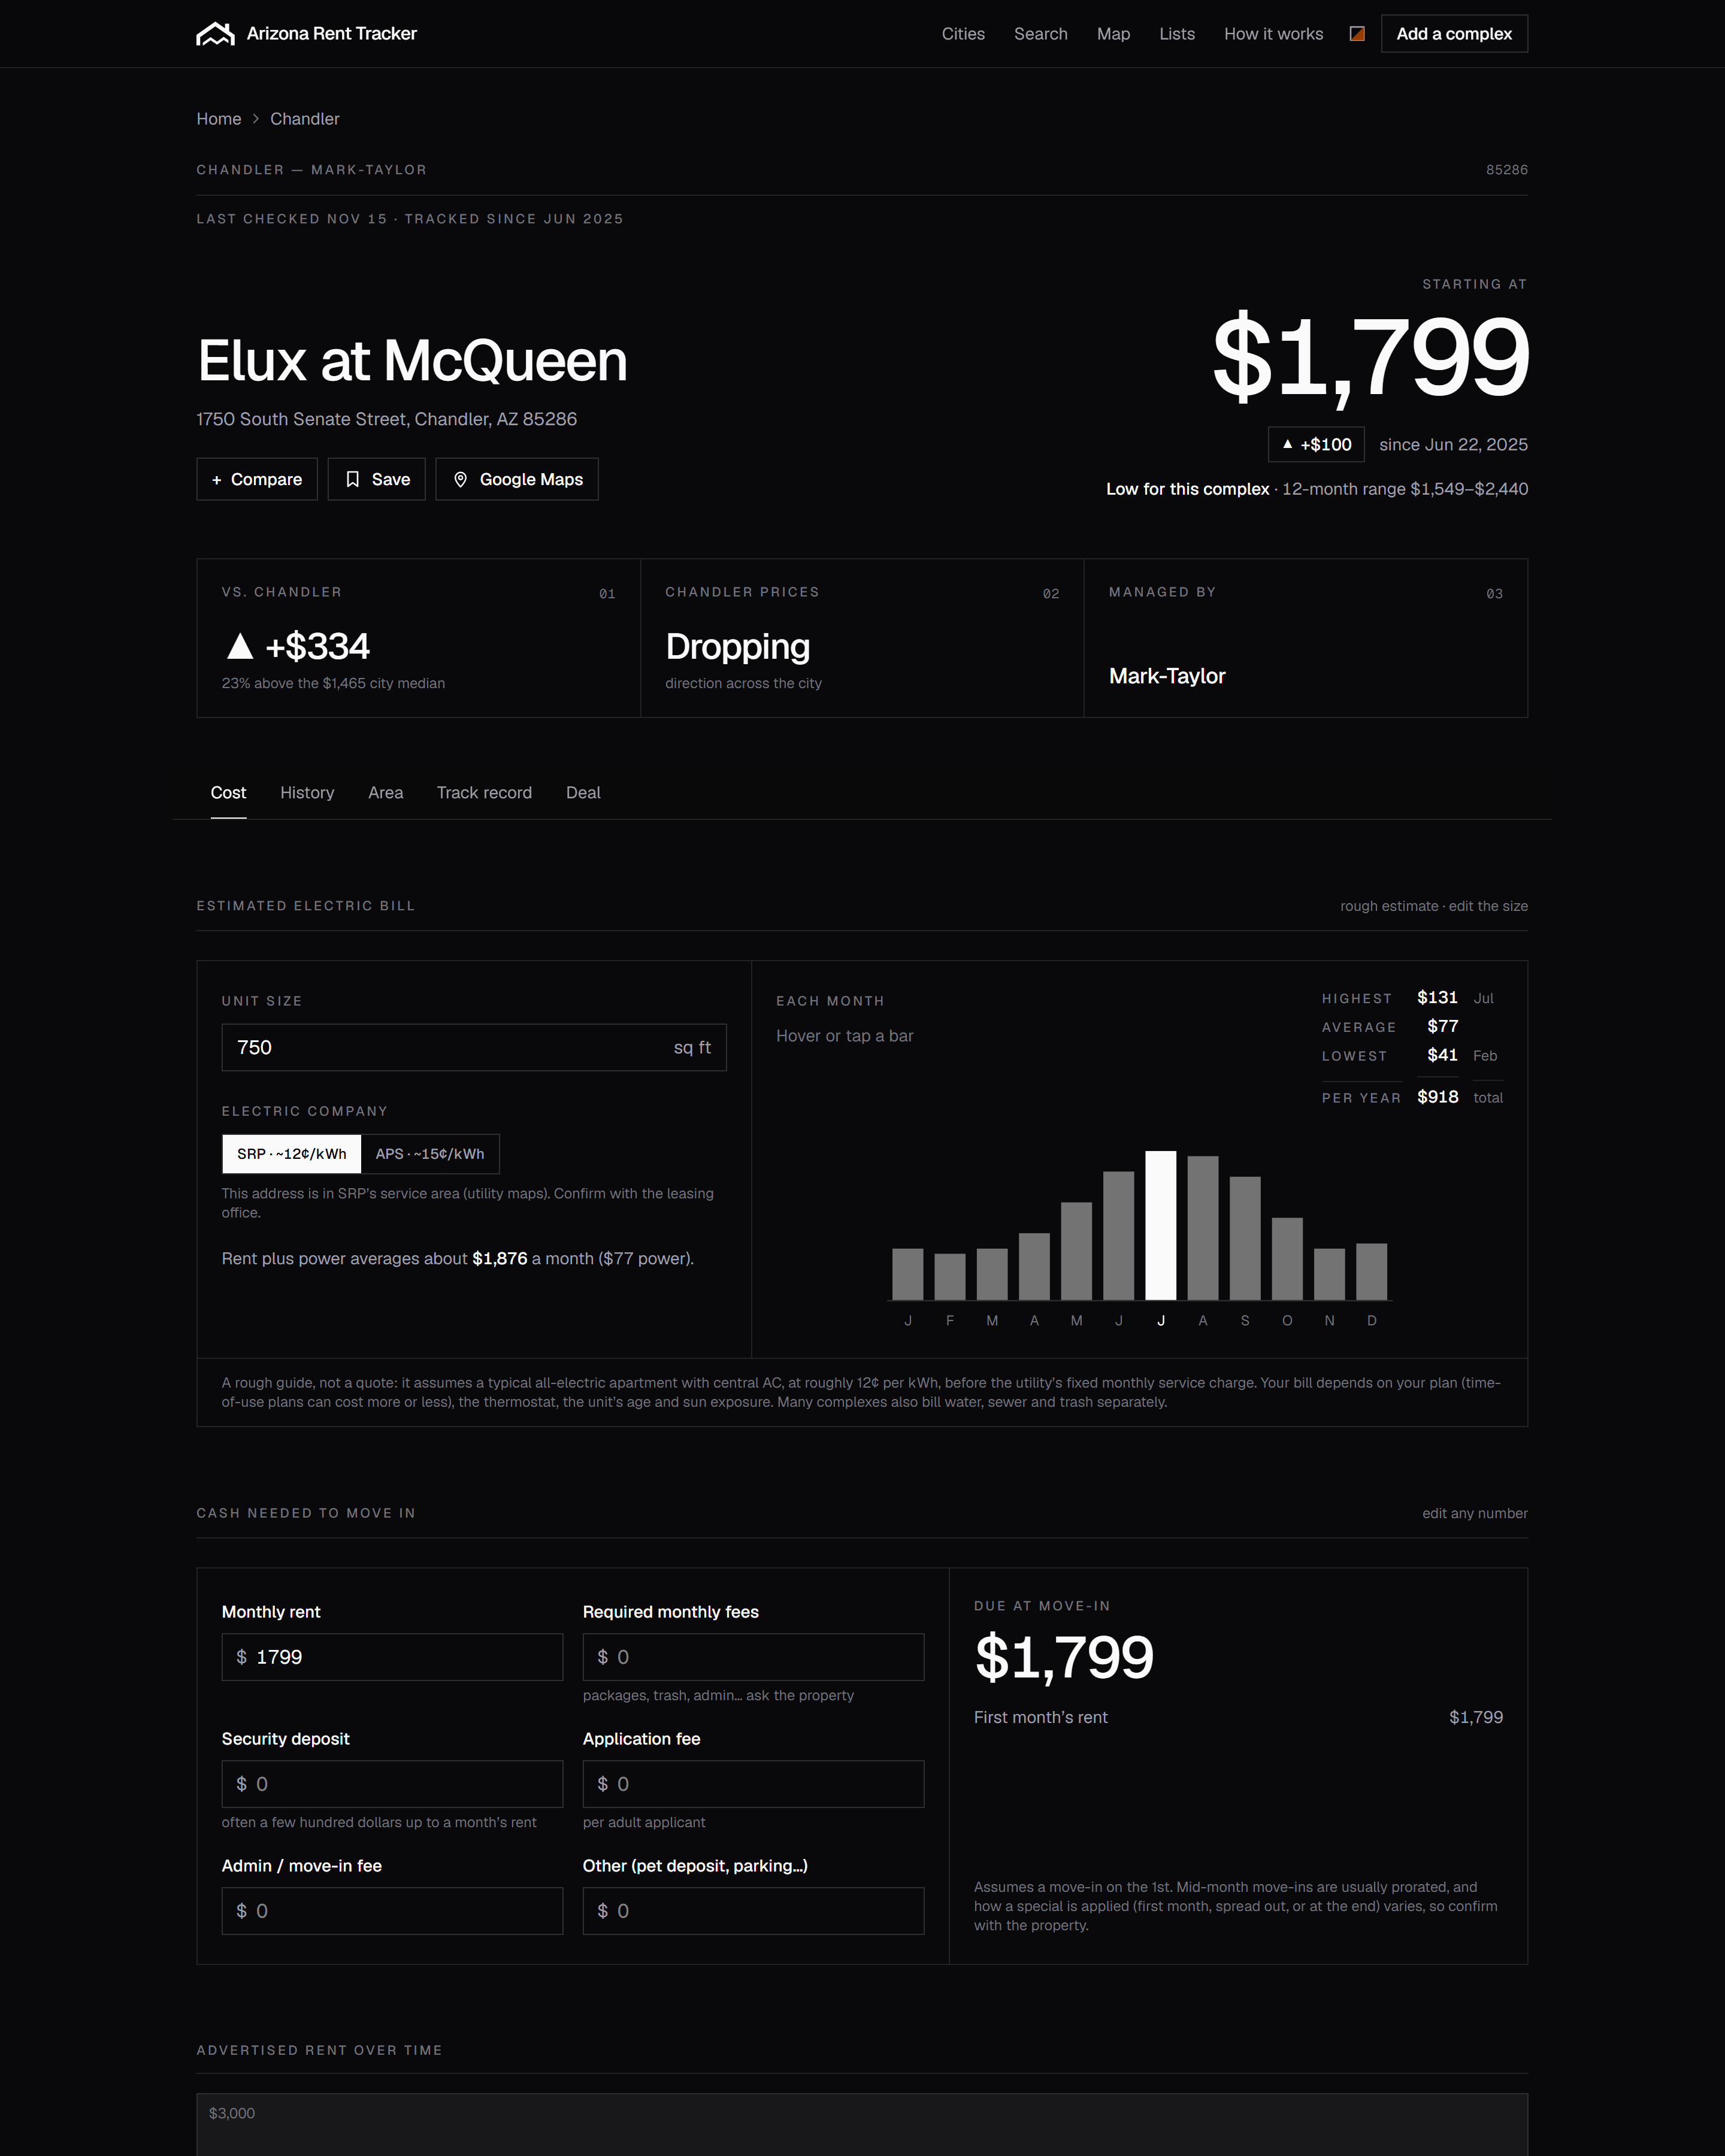 Arizona Rent Tracker
Cities Search Map Lists How it works Add a complex
Home > Chandler
CHANDLER — MARK-TAYLOR 85286
LAST CHECKED NOV 15 · TRACKED SINCE JUN 2025
STARTING AT
$1,799
Elux at McQueen
1750 South Senate Street, Chandler, AZ 85286
▲ +$100 since Jun 22, 2025
+ Compare Save Google Maps
Low for this complex · 12-month range $1,549–$2,440
VS. CHANDLER 01
▲ +$334
23% above the $1,465 city median
CHANDLER PRICES 02
Dropping
direction across the city
MANAGED BY 03
Mark-Taylor
Cost History Area Track record Deal
ESTIMATED ELECTRIC BILL rough estimate · edit the size
UNIT SIZE
750 sq ft
ELECTRIC COMPANY
SRP · ~12¢/kWh APS · ~15¢/kWh
This address is in SRP's service area (utility maps). Confirm with the leasing
office.
Rent plus power averages about $1,876 a month ($77 power).
EACH MONTH
Hover or tap a bar
HIGHEST $131 Jul
AVERAGE $77
LOWEST $41 Feb
PER YEAR $918 total
J F M A M J J A S O N D
A rough guide, not a quote: it assumes a typical all-electric apartment with central AC, at roughly 12¢ per kWh, before the utility's fixed monthly service charge. Your bill depends on your plan (time-
of-use plans can cost more or less), the thermostat, the unit's age and sun exposure. Many complexes also bill water, sewer and trash separately.
CASH NEEDED TO MOVE IN edit any number
Monthly rent
$ 1799
Required monthly fees
$ 0
packages, trash, admin… ask the property
Security deposit
$ 0
often a few hundred dollars up to a month's rent
Application fee
$ 0
per adult applicant
Admin / move-in fee
$ 0
Other (pet deposit, parking…)
$ 0
DUE AT MOVE-IN
$1,799
First month's rent $1,799
Assumes a move-in on the 1st. Mid-month move-ins are usually prorated, and
how a special is applied (first month, spread out, or at the end) varies, so confirm
with the property.
ADVERTISED RENT OVER TIME
$3,000